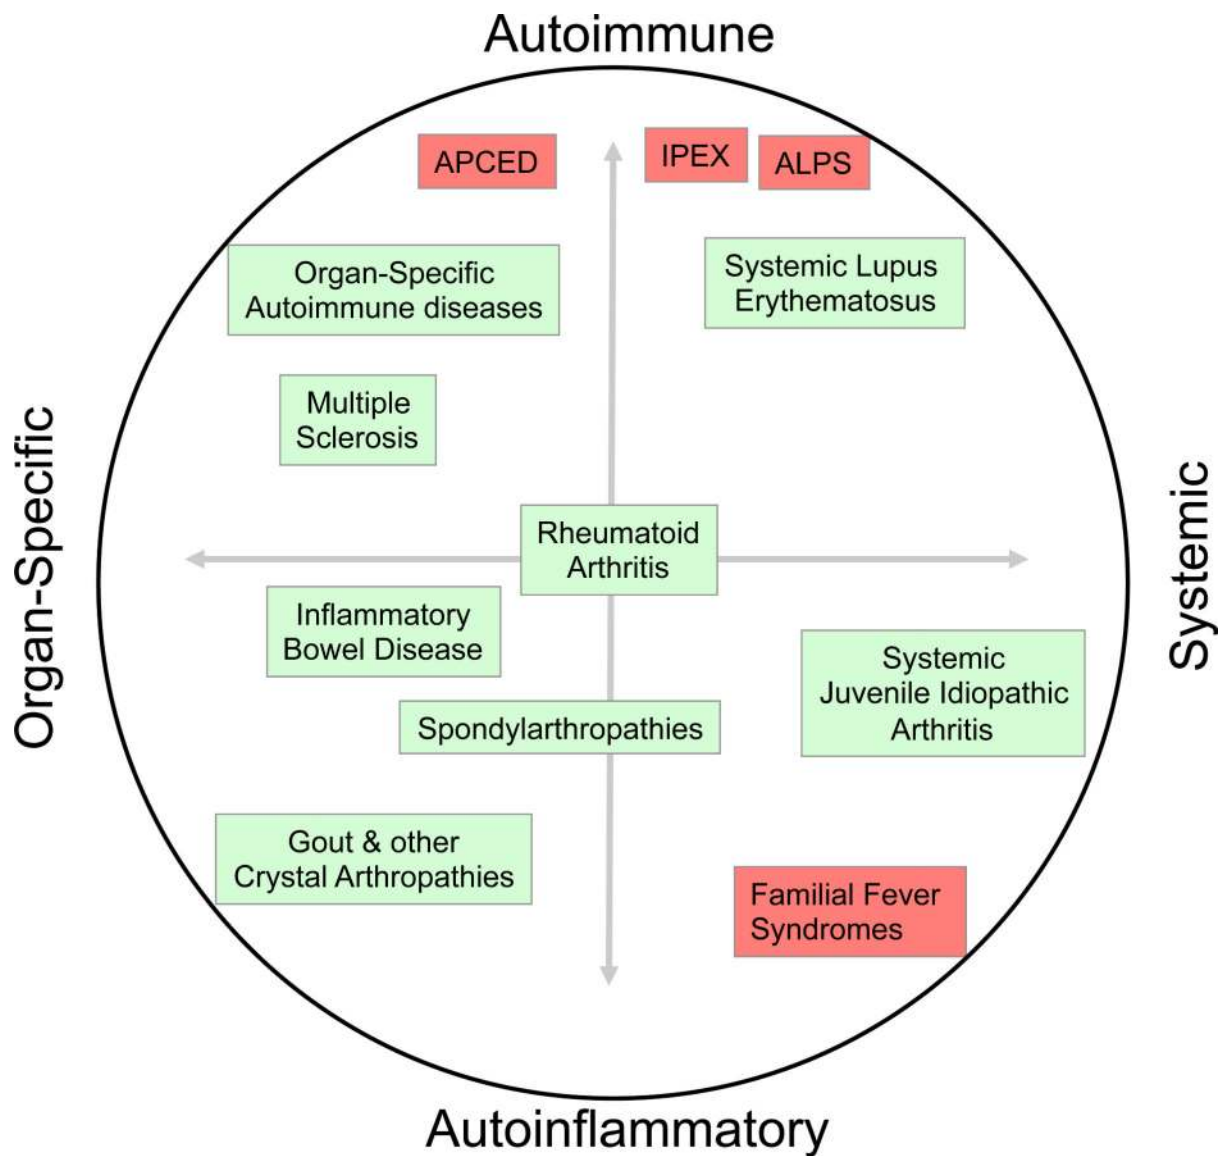 Autoimmune
APCED
IPEX
ALPS
Organ-Specific
Autoimmune diseases
Systemic Lupus
Erythematosus
Multiple
Sclerosis
Organ-Specific
Systemic
Rheumatoid
Arthritis
Inflammatory
Bowel Disease
Systemic
Juvenile Idiopathic
Arthritis
Spondylarthropathies
Gout & other
Crystal Arthropathies
Familial Fever
Syndromes
Autoinflammatory